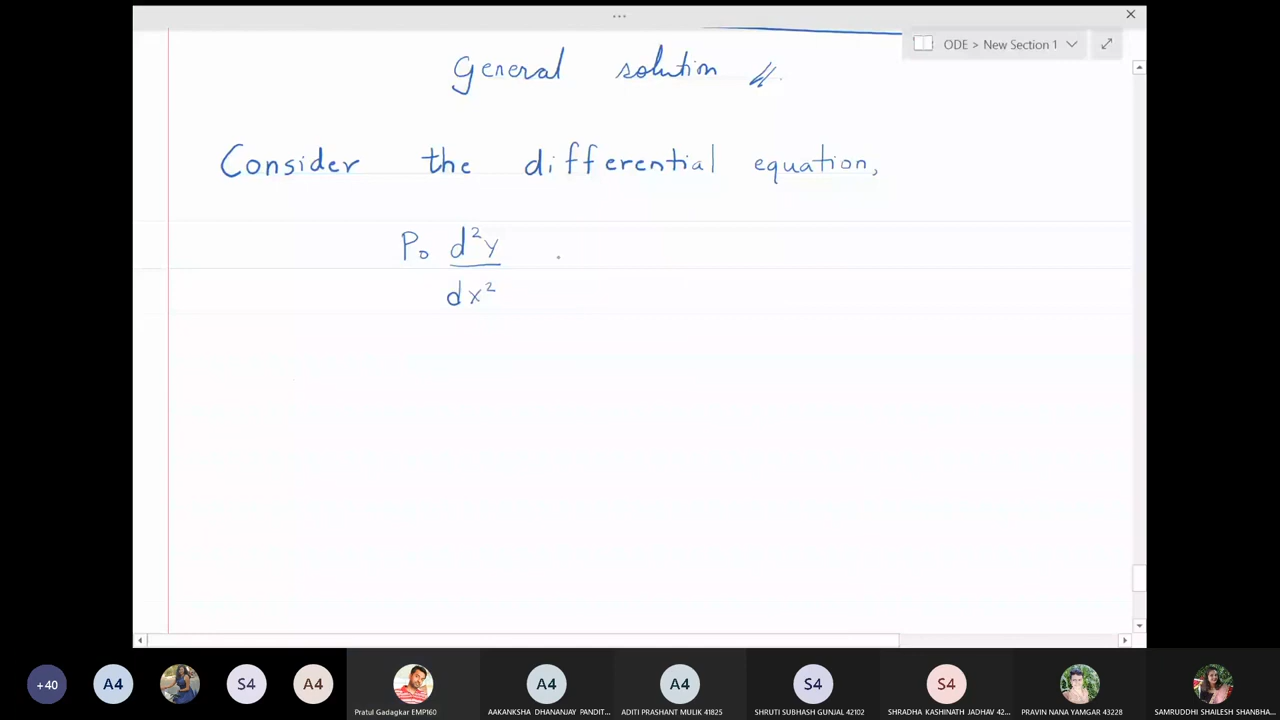 ODE > New Section 1
General solution
Consider the differential equation,
P₀ d²y
dx²
+40
A4
S4
A4
A4
A4
S4
S4
Pratul Gadagkar EMP160
AAKANKSHA DHANANJAY PANDIT...
ADITI PRASHANT MULIK 41825
SHRUTI SUBHASH GUNJAL 42102
SHRADHA KASHINATH JADHAV 42...
PRAVIN NANA YAMGAR 43228
SAMRUDDHI SHAILESH SHANBHA...